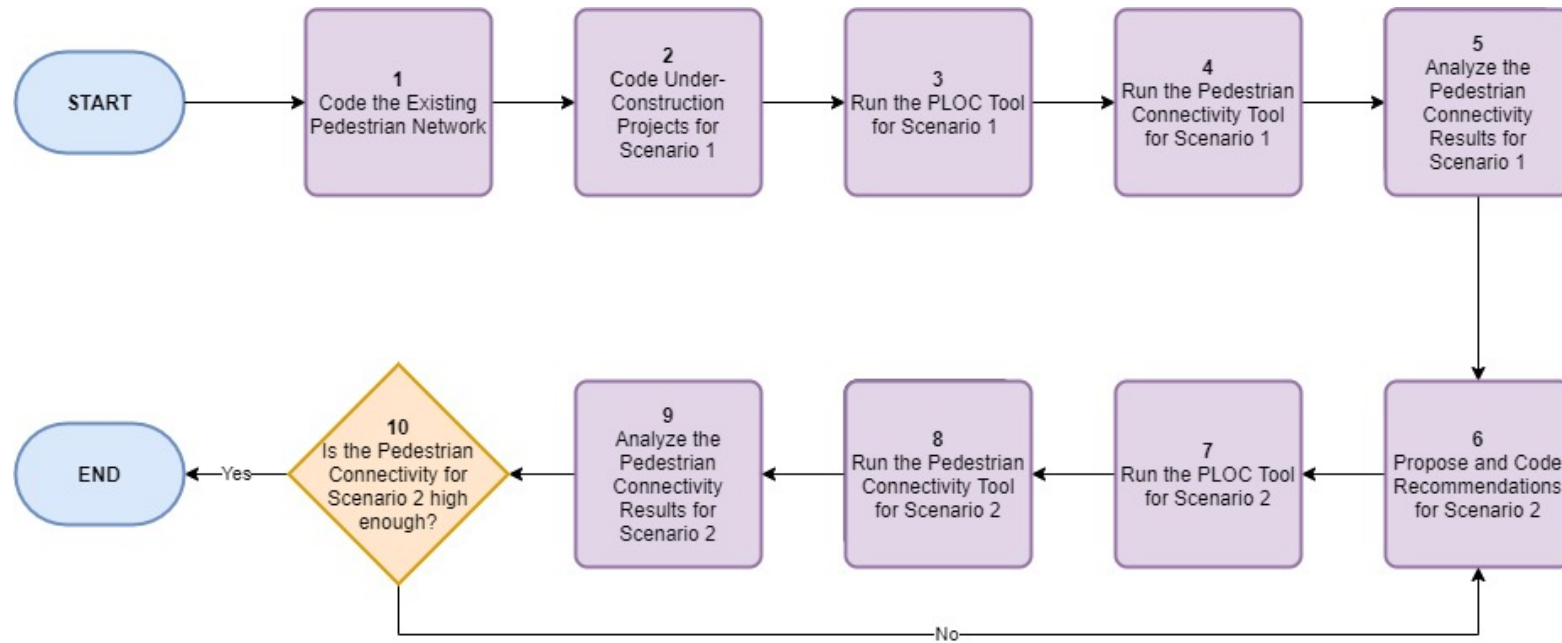 START
1
Code the Existing
Pedestrian Network
2
Code Under-
Construction
Projects for
Scenario 1
3
Run the PLOC Tool
for Scenario 1
4
Run the Pedestrian
Connectivity Tool
for Scenario 1
5
Analyze the
Pedestrian
Connectivity
Results for
Scenario 1
6
Propose and Code
Recommendations
for Scenario 2
7
Run the PLOC Tool
for Scenario 2
8
Run the Pedestrian
Connectivity Tool
for Scenario 2
9
Analyze the
Pedestrian
Connectivity
Results for
Scenario 2
10
Is the Pedestrian
Connectivity for
Scenario 2 high
enough?
Yes
END
No